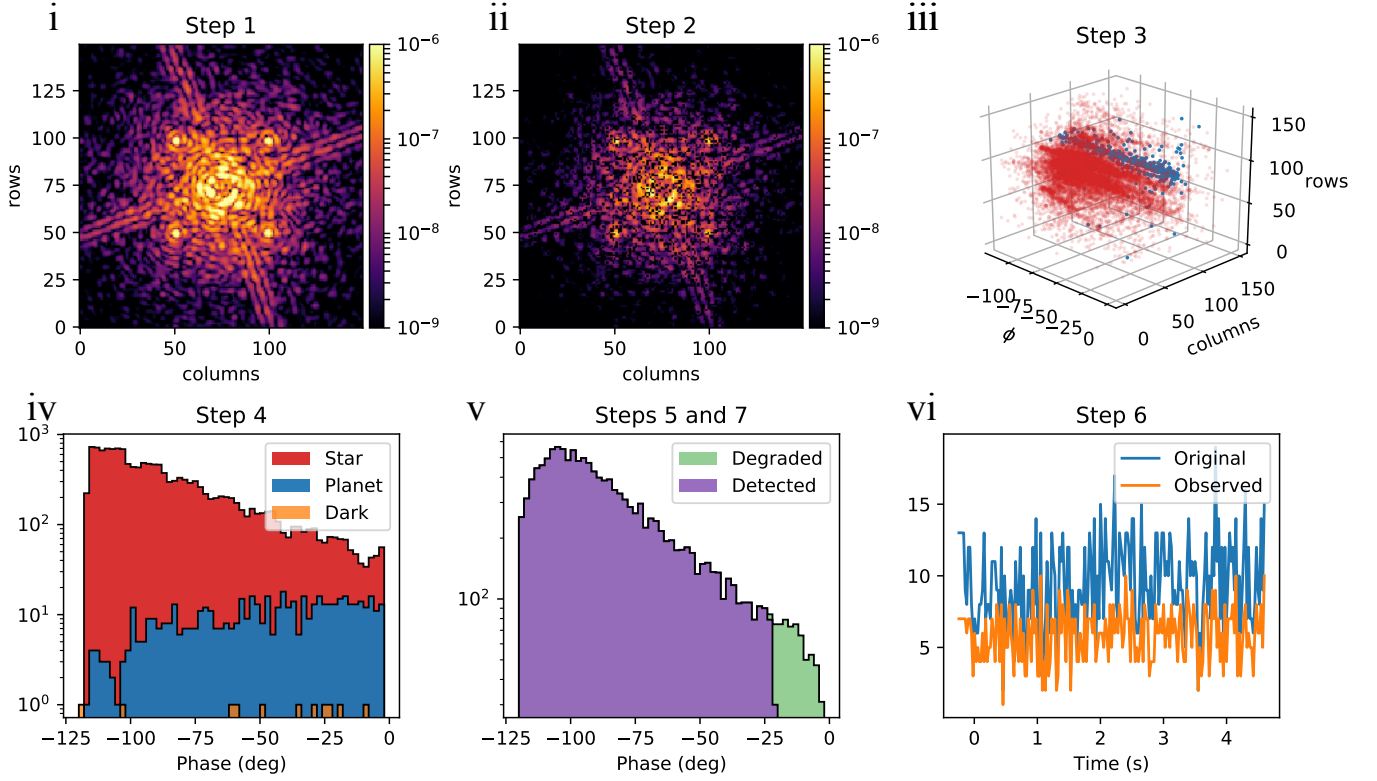 i
Step 1
rows
125
100
75
50
25
0
0 50 100
columns
10⁻⁶
10⁻⁷
10⁻⁸
10⁻⁹
ii
Step 2
rows
125
100
75
50
25
0
0 50 100
columns
10⁻⁶
10⁻⁷
10⁻⁸
10⁻⁹
iii
Step 3
150
100
50
0
rows
−100 −75 −50 −25 0
ϕ
0 50 100 150
columns
iv
Step 4
10³
10²
10¹
10⁰
Star
Planet
Dark
−125 −100 −75 −50 −25 0
Phase (deg)
v
Steps 5 and 7
10²
Degraded
Detected
−125 −100 −75 −50 −25 0
Phase (deg)
vi
Step 6
15
10
5
Original
Observed
0 1 2 3 4
Time (s)